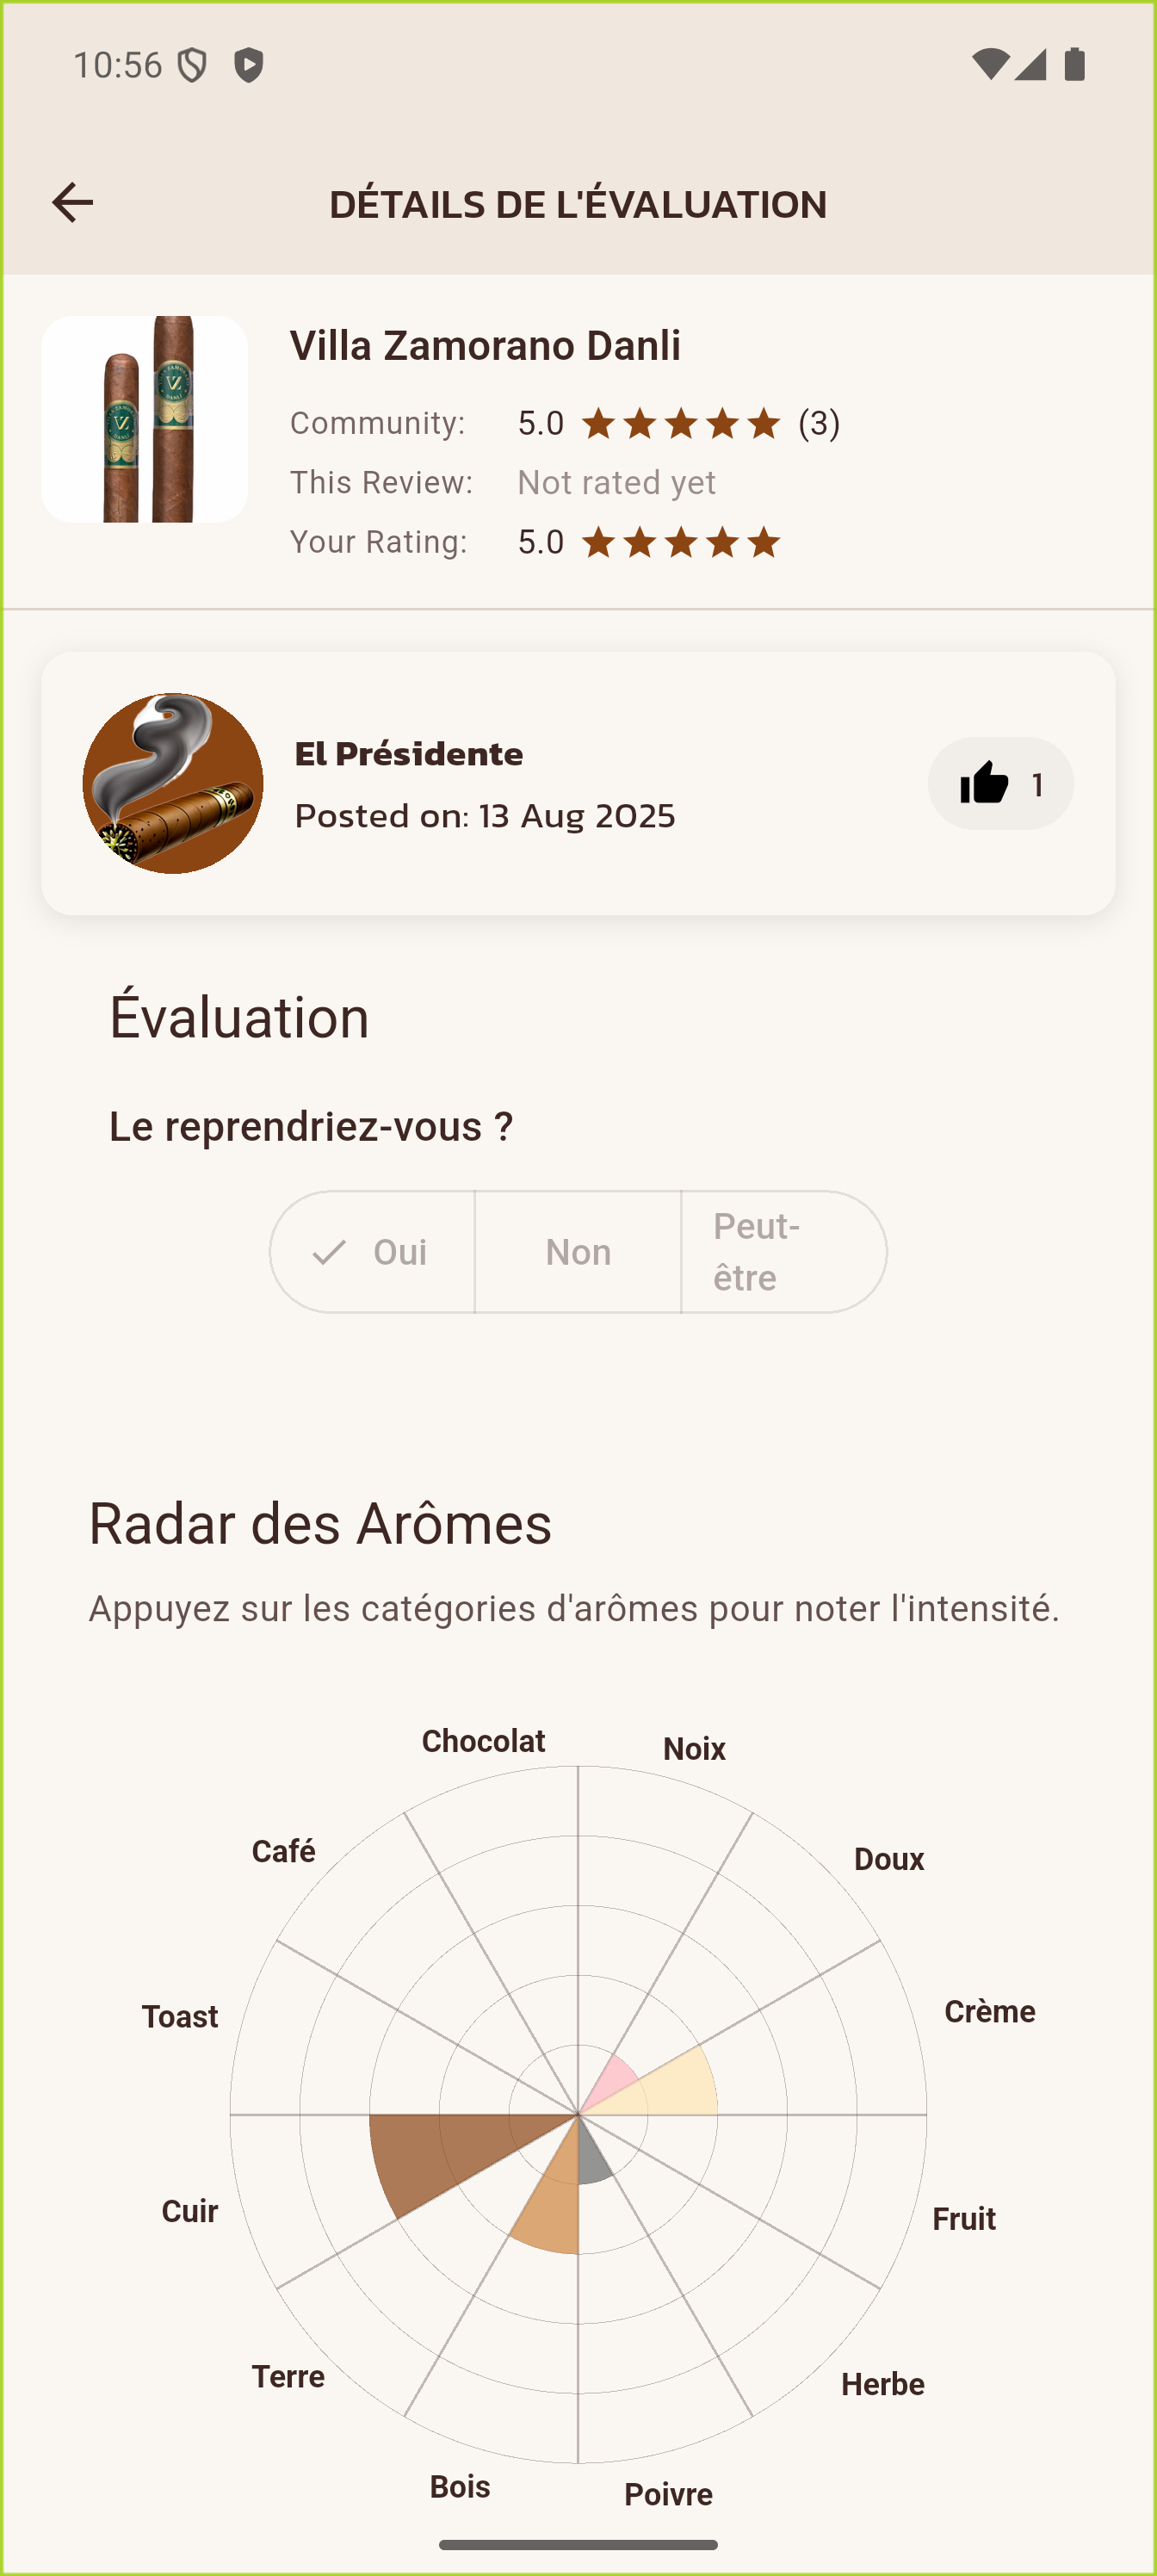 10:56
DÉTAILS DE L'ÉVALUATION
Villa Zamorano Danli
Community: 5.0 (3)
This Review: Not rated yet
Your Rating: 5.0
El Présidente
Posted on: 13 Aug 2025
1
Évaluation
Le reprendriez-vous ?
Oui
Non
Peut-
être
Radar des Arômes
Appuyez sur les catégories d'arômes pour noter l'intensité.
Chocolat
Noix
Café
Doux
Toast
Crème
Cuir
Fruit
Terre
Herbe
Bois
Poivre